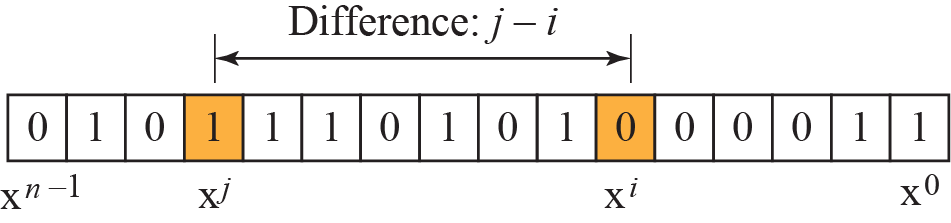 Difference: j – i
0 1 0 1 1 1 0 1 0 1 0 0 0 0 1 1
xⁿ⁻¹ xʲ xⁱ x⁰